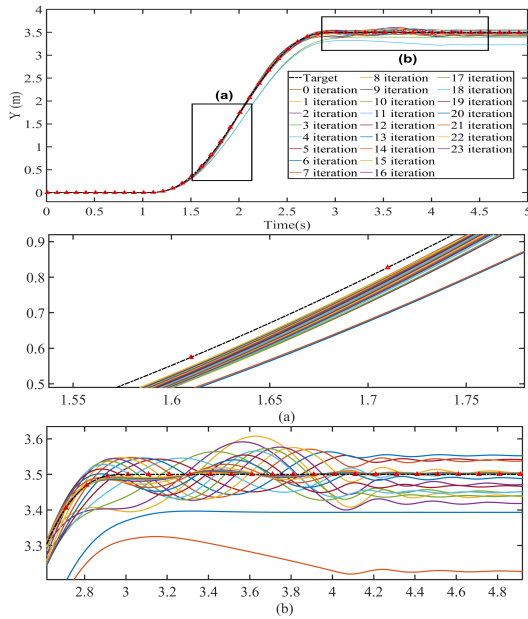 4
3.5
3
2.5
2
1.5
1
0.5
0
Y (m)
(a)
(b)
Target
0 iteration
1 iteration
2 iteration
3 iteration
4 iteration
5 iteration
6 iteration
7 iteration
8 iteration
9 iteration
10 iteration
11 iteration
12 iteration
13 iteration
14 iteration
15 iteration
16 iteration
17 iteration
18 iteration
19 iteration
20 iteration
21 iteration
22 iteration
23 iteration
0 0.5 1 1.5 2 2.5 3 3.5 4 4.5 5
Time(s)
0.9
0.8
0.7
0.6
0.5
1.55 1.6 1.65 1.7 1.75
(a)
3.6
3.5
3.4
3.3
2.8 3 3.2 3.4 3.6 3.8 4 4.2 4.4 4.6 4.8
(b)